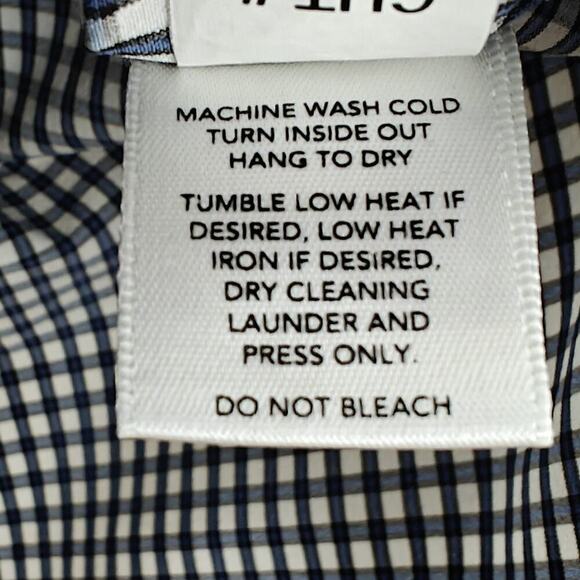 MACHINE WASH COLD
TURN INSIDE OUT
HANG TO DRY
TUMBLE LOW HEAT IF
DESIRED, LOW HEAT
IRON IF DESIRED,
DRY CLEANING
LAUNDER AND
PRESS ONLY.
DO NOT BLEACH